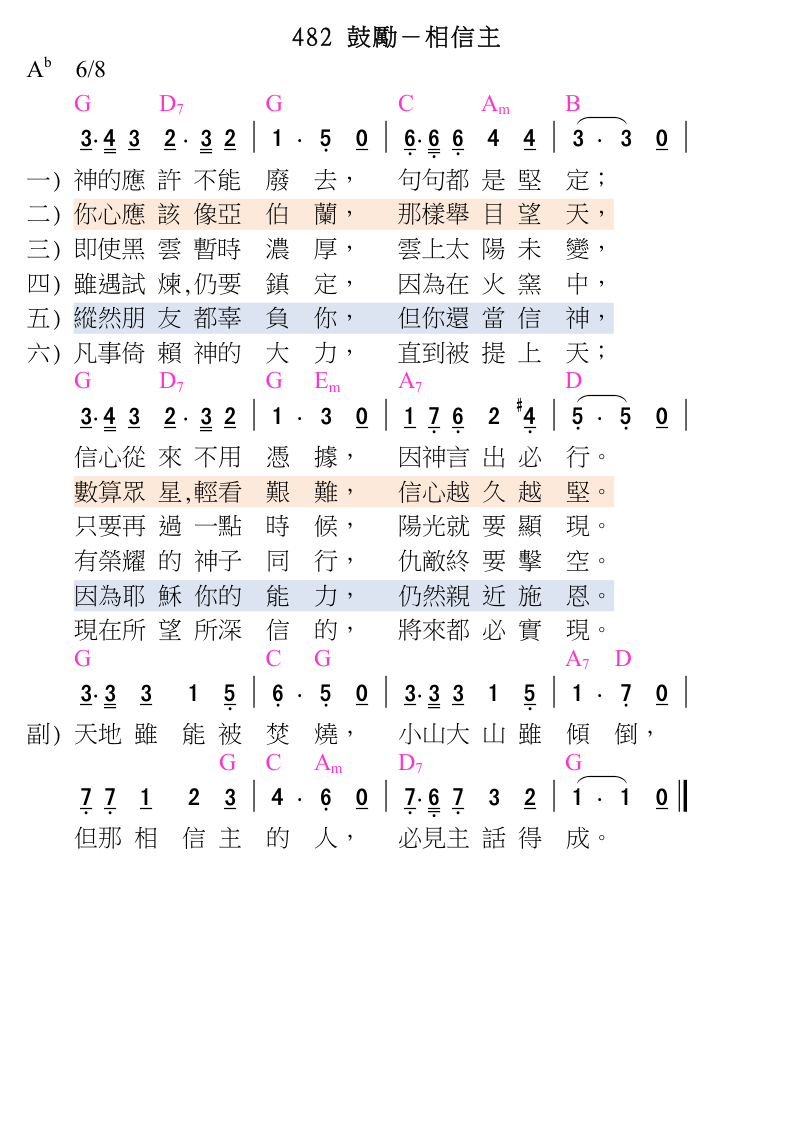 482 鼓勵－相信主
A♭ 6/8
G D7 G C Am B
3·4 3 2·3 2 | 1 · 5 0 | 6·6 6 4 4 | 3 · 3 0 |
一) 神的應 許 不能 廢 去， 句句都 是 堅 定；
二) 你心應 該 像亞 伯 蘭， 那樣舉 目 望 天，
三) 即使黑 雲 暫時 濃 厚， 雲上太 陽 未 變，
四) 雖遇試 煉,仍要 鎮 定， 因為在 火 窯 中，
五) 縱然朋 友 都辜 負 你， 但你還 當 信 神，
六) 凡事倚 賴 神的 大 力， 直到被 提 上 天；
G D7 G Em A7 D
3·4 3 2·3 2 | 1 · 3 0 | 1 7 6 2 #4 | 5 · 5 0 |
信心從 來 不用 憑 據， 因神言 出 必 行。
數算眾 星,輕看 艱 難， 信心越 久 越 堅。
只要再 過 一點 時 候， 陽光就 要 顯 現。
有榮耀 的 神子 同 行， 仇敵終 要 擊 空。
因為耶 穌 你的 能 力， 仍然親 近 施 恩。
現在所 望 所深 信 的， 將來都 必 實 現。
G C G A7 D
3·3 3 1 5 | 6 · 5 0 | 3·3 3 1 5 | 1 · 7 0 |
副) 天地 雖 能 被 焚 燒， 小山大 山 雖 傾 倒，
G C Am D7 G
7 7 1 2 3 | 4 · 6 0 | 7·6 7 3 2 | 1 · 1 0 ‖
但那 相 信 主 的 人， 必見主 話 得 成。